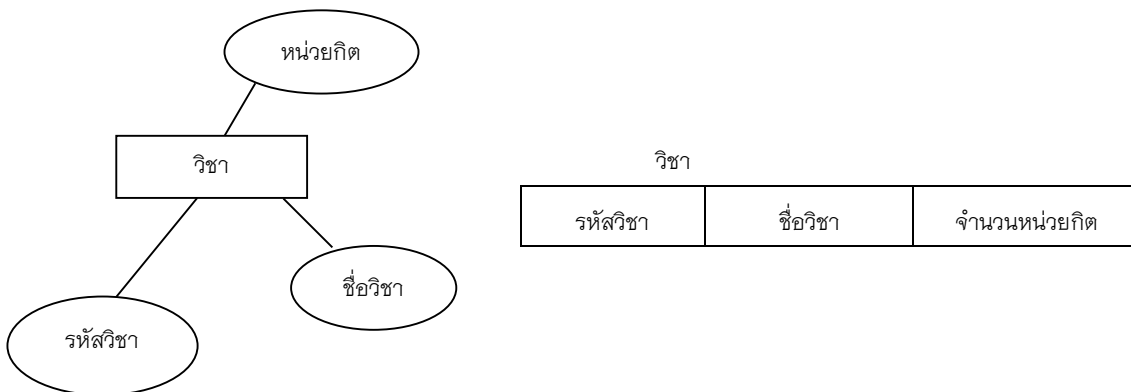 หน่วยกิต
วิชา
ชื่อวิชา
รหัสวิชา
วิชา
รหัสวิชา ชื่อวิชา จำนวนหน่วยกิต